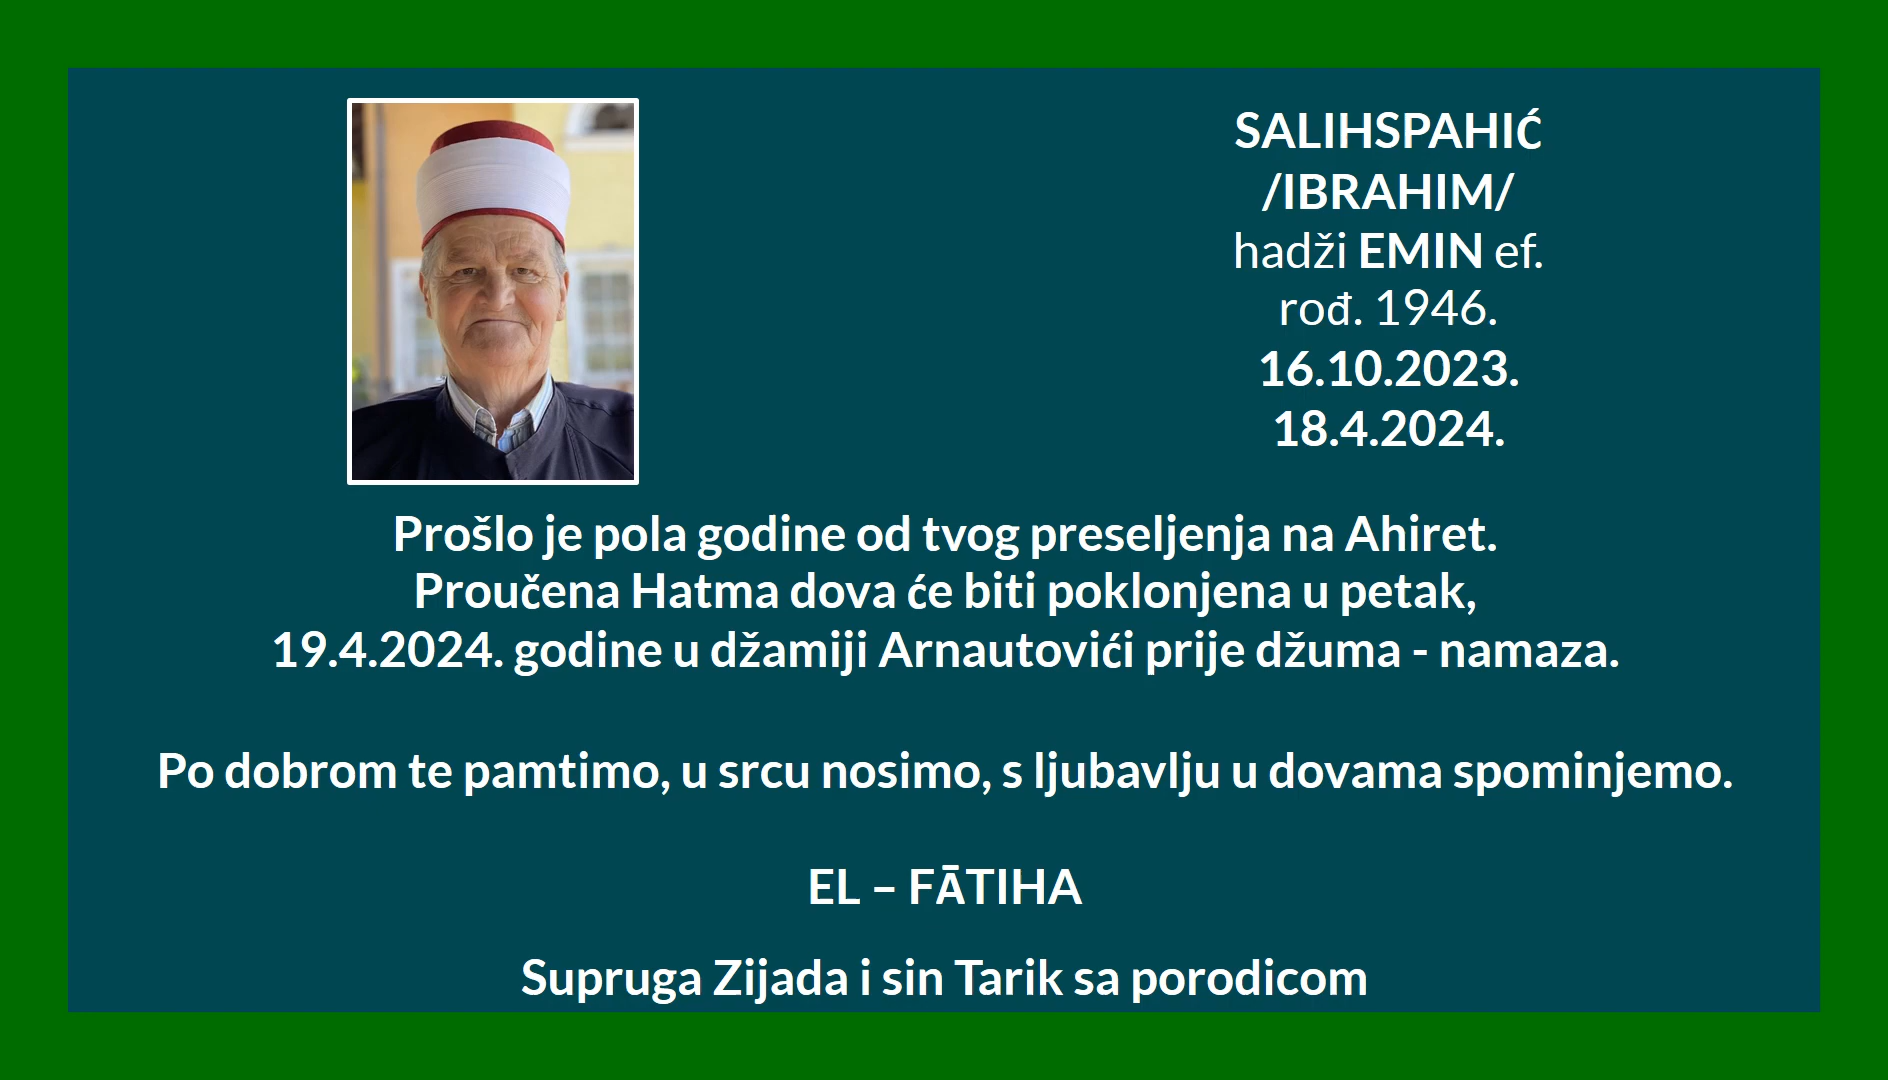 SALIHSPAHIĆ
/IBRAHIM/
hadži EMIN ef.
rođ. 1946.
16.10.2023.
18.4.2024.
Prošlo je pola godine od tvog preseljenja na Ahiret.
Proučena Hatma dova će biti poklonjena u petak,
19.4.2024. godine u džamiji Arnautovići prije džuma - namaza.
Po dobrom te pamtimo, u srcu nosimo, s ljubavlju u dovama spominjemo.
EL – FĀTIHA
Supruga Zijada i sin Tarik sa porodicom